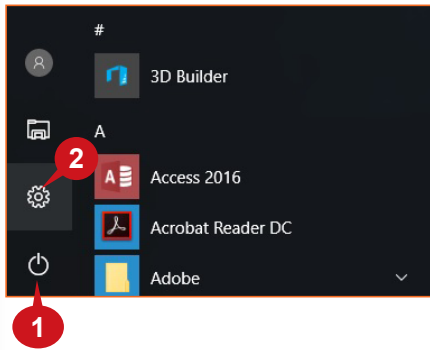 #
3D Builder
A
2
Access 2016
Acrobat Reader DC
Adobe
1